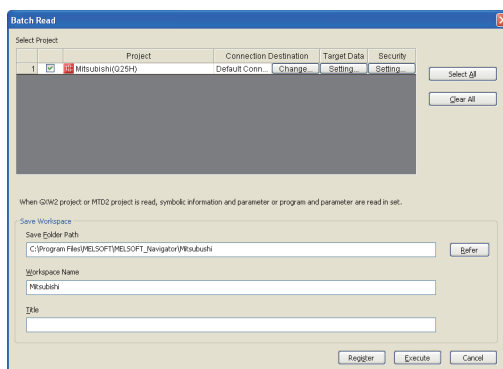 Batch Read
Select Project
Project Connection Destination Target Data Security
1 Mitsubishi(Q25H) Default Conn... Change... Setting... Setting...
Select All
Clear All
When GXW2 project or MTD2 project is read, symbolic information and parameter or program and parameter are read in set.
Save Workspace
Save Folder Path
C:\Program Files\MELSOFT\MELSOFT_Navigator\Mitsubushi
Refer
Workspace Name
Mitsubishi
Title
Register Execute Cancel